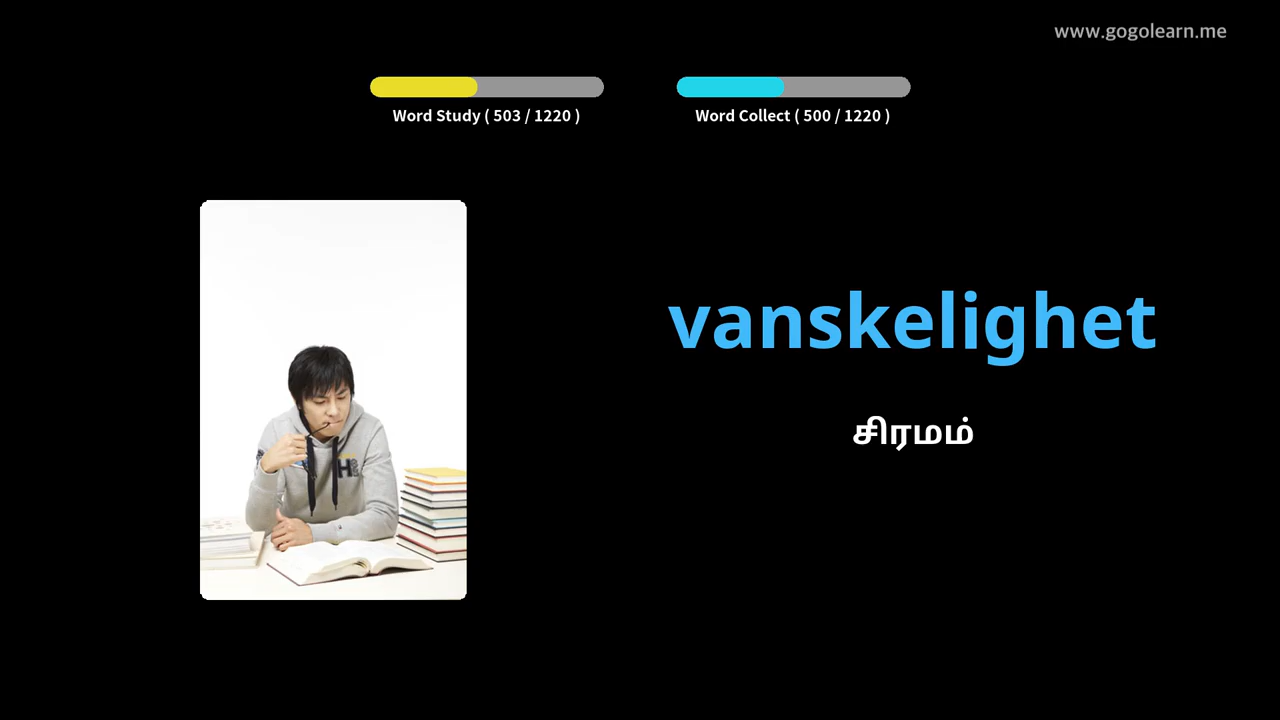 www.gogolearn.me
Word Study ( 503 / 1220 )
Word Collect ( 500 / 1220 )
vanskelighet
சிரமம்